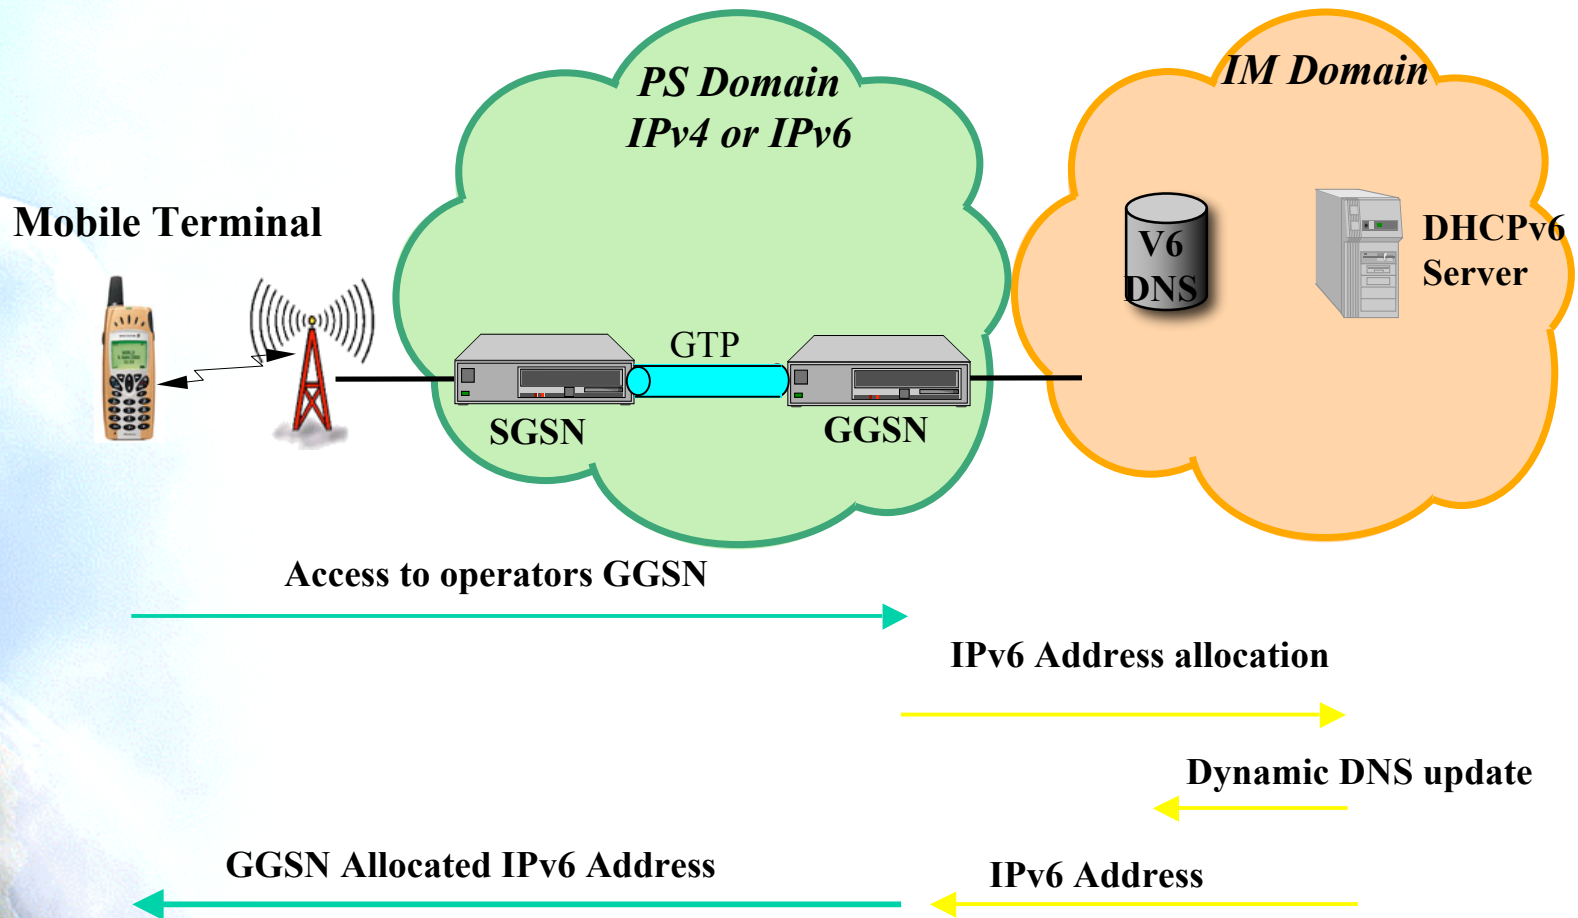 PS Domain
IPv4 or IPv6
IM Domain
Mobile Terminal
V6
DNS
DHCPv6
Server
GTP
SGSN
GGSN
Access to operators GGSN
IPv6 Address allocation
Dynamic DNS update
GGSN Allocated IPv6 Address
IPv6 Address